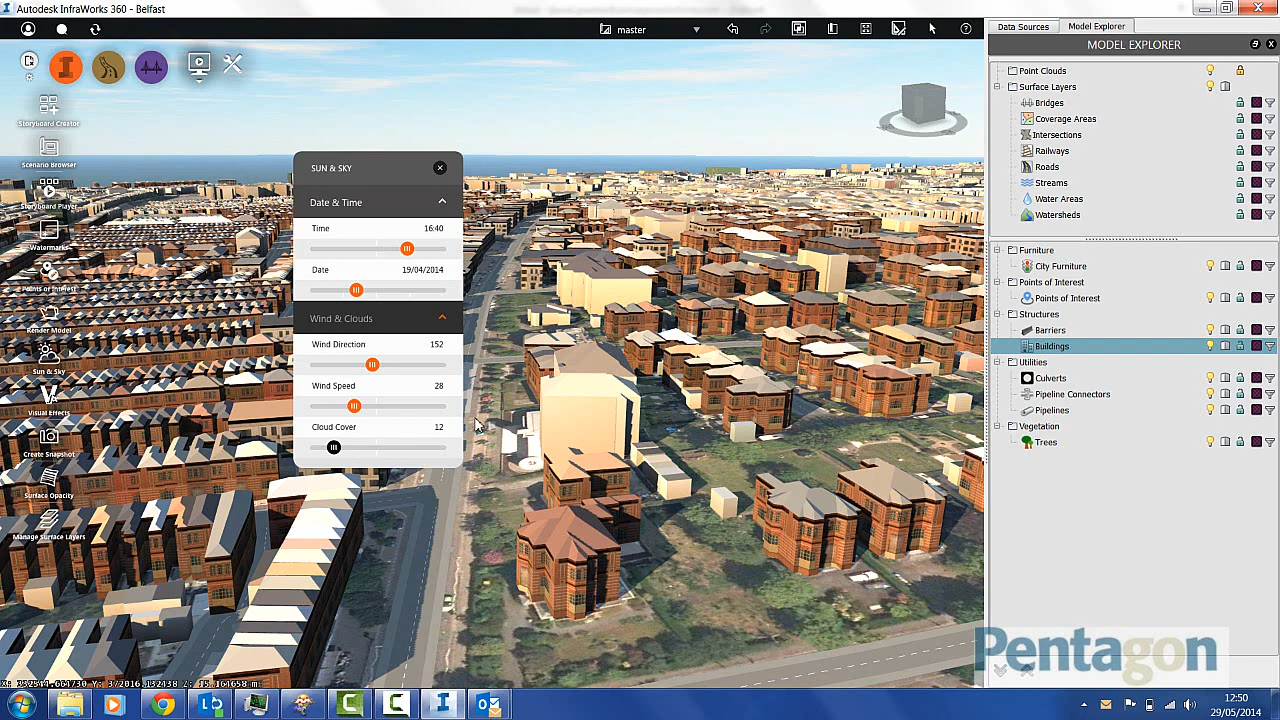 Autodesk InfraWorks 360 - Belfast
master
Storyboard Creator
Scenario Browser
Storyboard Player
Watermarks
Points of Interest
Render Model
Sun & Sky
Visual Effects
Create Snapshot
Surface Opacity
Manage Surface Layers
SUN & SKY
Date & Time
Time 16:40
Date 19/04/2014
Wind & Clouds
Wind Direction 152
Wind Speed 28
Cloud Cover 12
Data Sources Model Explorer
MODEL EXPLORER
Point Clouds
Surface Layers
Bridges
Coverage Areas
Intersections
Railways
Roads
Streams
Water Areas
Watersheds
Furniture
City Furniture
Points of Interest
Points of Interest
Structures
Barriers
Buildings
Utilities
Culverts
Pipeline Connectors
Pipelines
Vegetation
Trees
Pentagon
12:50
29/05/2014